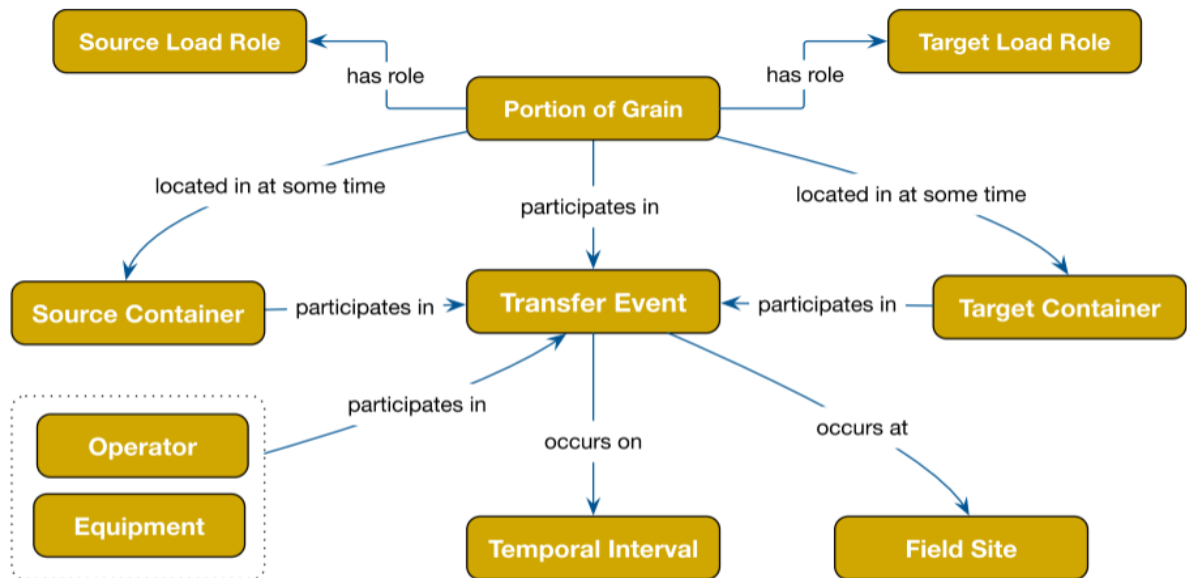 Source Load Role
Target Load Role
has role
has role
Portion of Grain
located in at some time
located in at some time
participates in
Source Container
participates in
Transfer Event
participates in
Target Container
participates in
Operator
occurs on
occurs at
Equipment
Temporal Interval
Field Site